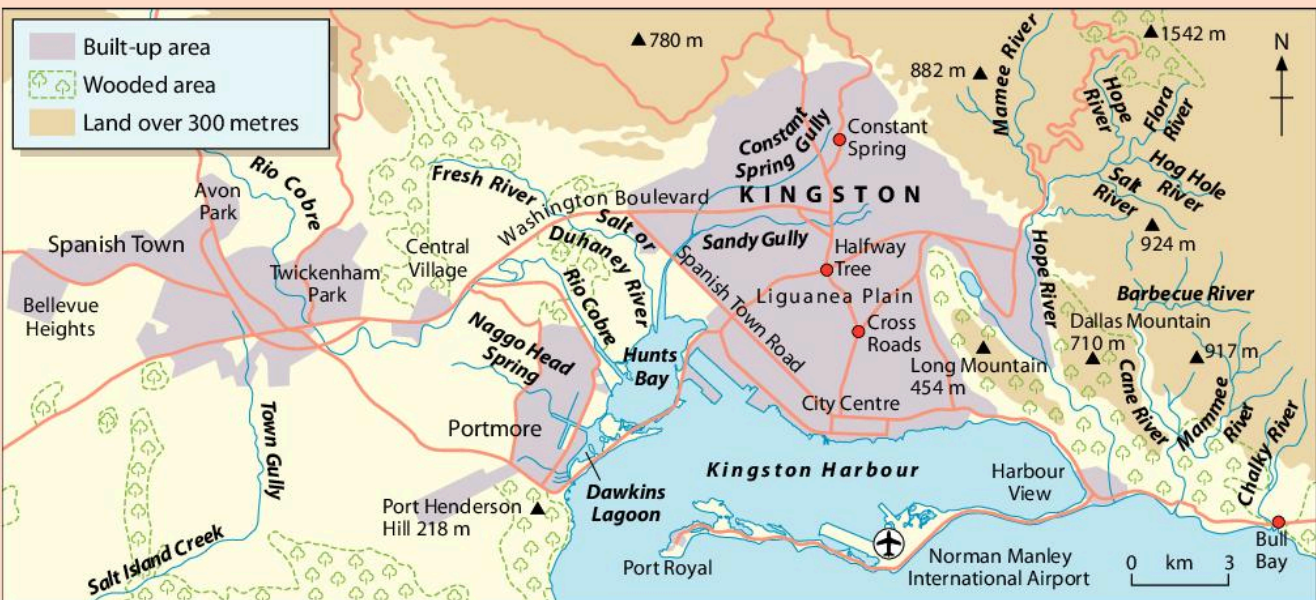 Built-up area
Wooded area
Land over 300 metres
780 m
1542 m
882 m
N
Mamee River
Hope
River
Flora
River
Constant
Spring Gully
Constant
Spring
Hog Hole
River
Salt
River
924 m
Rio Cobre
Avon
Park
Fresh River
Washington Boulevard
KINGSTON
Spanish Town
Bellevue
Heights
Twickenham
Park
Central
Village
Salt or
Duhaney River
Rio Cobre
Sandy Gully
Halfway
Tree
Spanish Town Road
Liguanea Plain
Cross
Roads
Hope River
Barbecue River
Dallas Mountain
710 m
917 m
Long Mountain
454 m
Cane River
Mammee
River
Chalky River
Naggo Head
Spring
Hunts
Bay
City Centre
Portmore
Town Gully
Kingston Harbour
Harbour
View
Port Henderson
Hill 218 m
Dawkins
Lagoon
Salt Island Creek
Port Royal
Norman Manley
International Airport
Bull
Bay
0 km 3